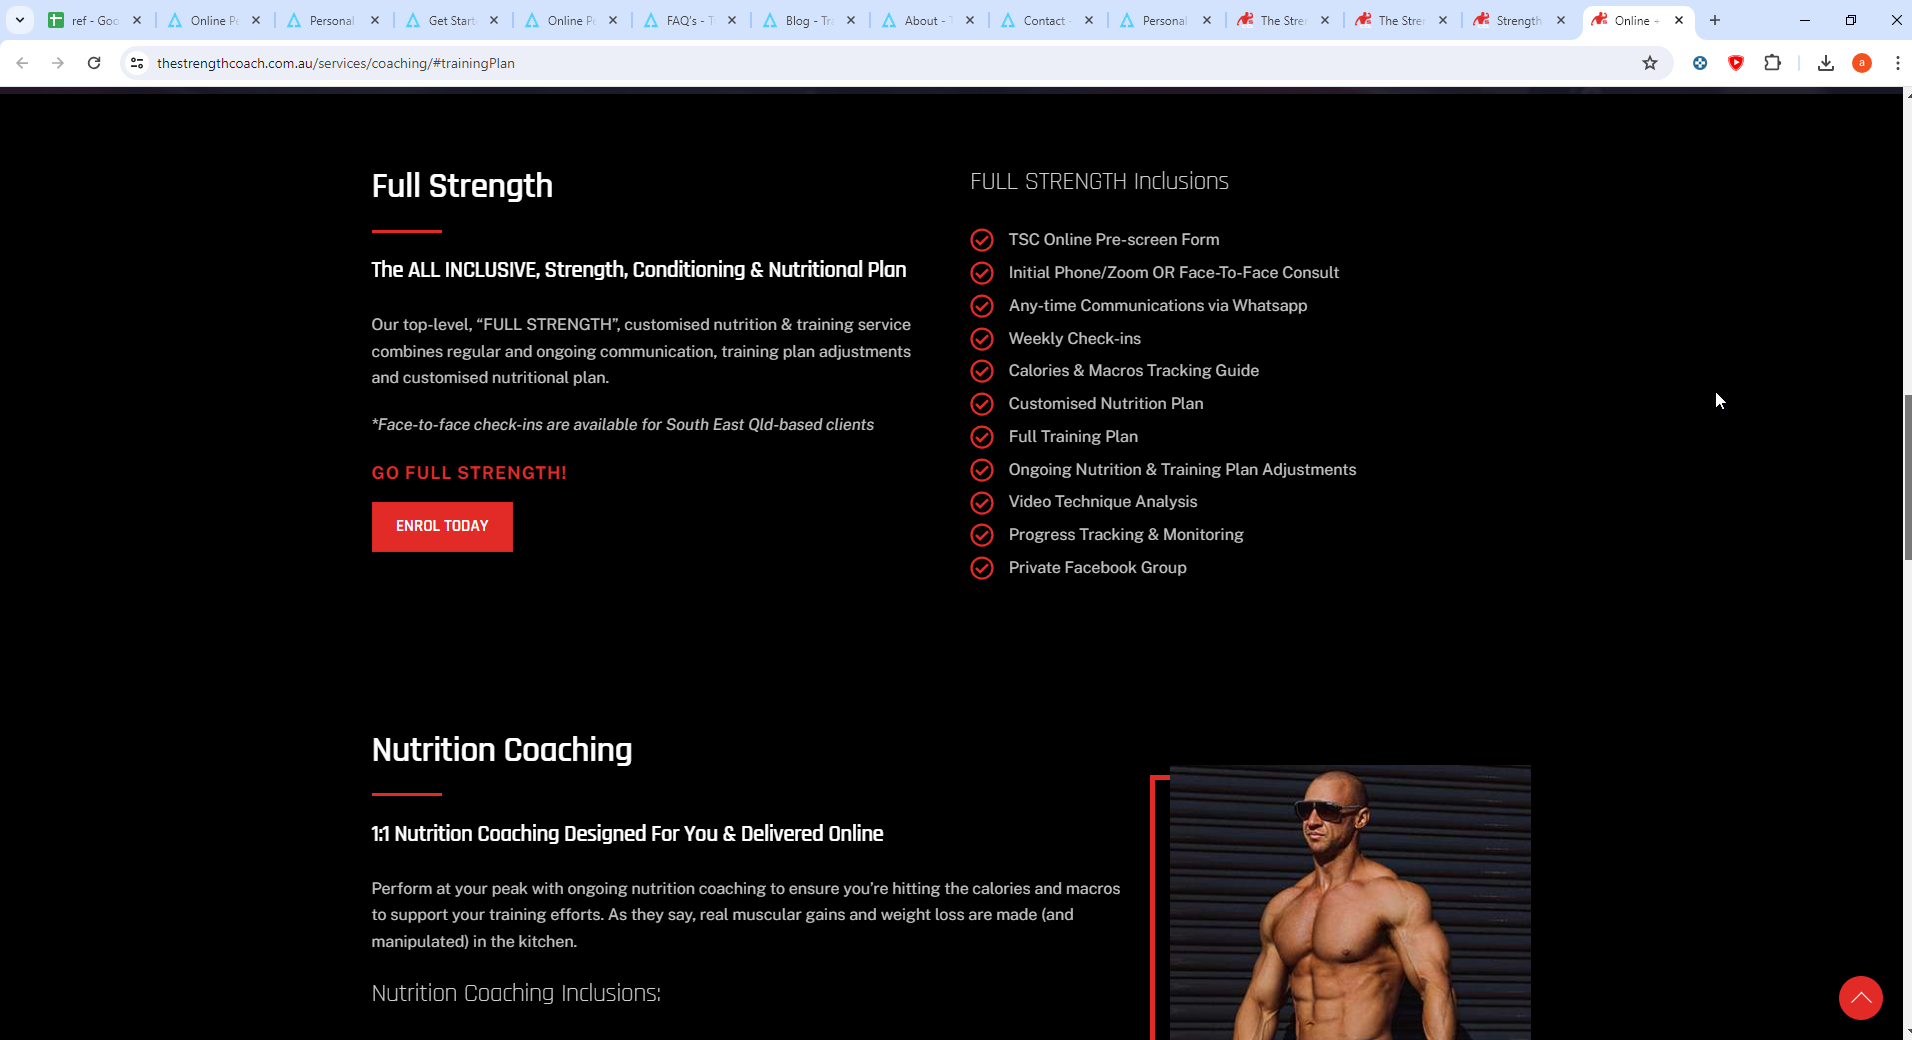 ref - Goo
Online Pe
Personal
Get Start
Online Pe
FAQ's - T
Blog - Tra
About - T
Contact -
Personal
The Stren
The Stren
Strength
Online +
thestrengthcoach.com.au/services/coaching/#trainingPlan
a
Full Strength
The ALL INCLUSIVE, Strength, Conditioning & Nutritional Plan
Our top-level, “FULL STRENGTH”, customised nutrition & training service
combines regular and ongoing communication, training plan adjustments
and customised nutritional plan.
*Face-to-face check-ins are available for South East Qld-based clients
GO FULL STRENGTH!
ENROL TODAY
FULL STRENGTH Inclusions
TSC Online Pre-screen Form
Initial Phone/Zoom OR Face-To-Face Consult
Any-time Communications via Whatsapp
Weekly Check-ins
Calories & Macros Tracking Guide
Customised Nutrition Plan
Full Training Plan
Ongoing Nutrition & Training Plan Adjustments
Video Technique Analysis
Progress Tracking & Monitoring
Private Facebook Group
Nutrition Coaching
1:1 Nutrition Coaching Designed For You & Delivered Online
Perform at your peak with ongoing nutrition coaching to ensure you’re hitting the calories and macros
to support your training efforts. As they say, real muscular gains and weight loss are made (and
manipulated) in the kitchen.
Nutrition Coaching Inclusions: